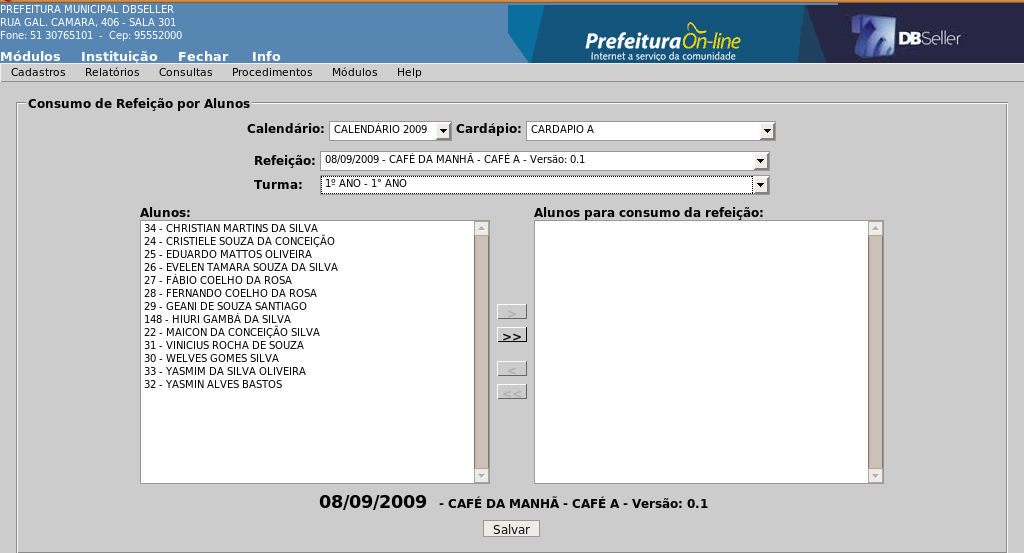 PREFEITURA MUNICIPAL DBSELLER
RUA GAL. CAMARA, 406 - SALA 301
Fone: 51 30765101 - Cep: 95552000
Prefeitura On-line
Internet a serviço da comunidade
DBSeller
Módulos Instituição Fechar Info
Cadastros Relatórios Consultas Procedimentos Módulos Help
Consumo de Refeição por Alunos
Calendário: CALENDÁRIO 2009 Cardápio: CARDAPIO A
Refeição: 08/09/2009 - CAFÉ DA MANHÃ - CAFÉ A - Versão: 0.1
Turma: 1º ANO - 1° ANO
Alunos: Alunos para consumo da refeição:
34 - CHRISTIAN MARTINS DA SILVA
24 - CRISTIELE SOUZA DA CONCEIÇÃO
25 - EDUARDO MATTOS OLIVEIRA
26 - EVELEN TAMARA SOUZA DA SILVA
27 - FÁBIO COELHO DA ROSA
28 - FERNANDO COELHO DA ROSA
29 - GEANI DE SOUZA SANTIAGO
148 - HIURI GAMBA DA SILVA
22 - MAICON DA CONCEIÇÃO SILVA
31 - VINICIUS ROCHA DE SOUZA
30 - WELVES GOMES SILVA
33 - YASMIM DA SILVA OLIVEIRA
32 - YASMIN ALVES BASTOS
>
>>
<
<<
08/09/2009 - CAFÉ DA MANHÃ - CAFÉ A - Versão: 0.1
Salvar